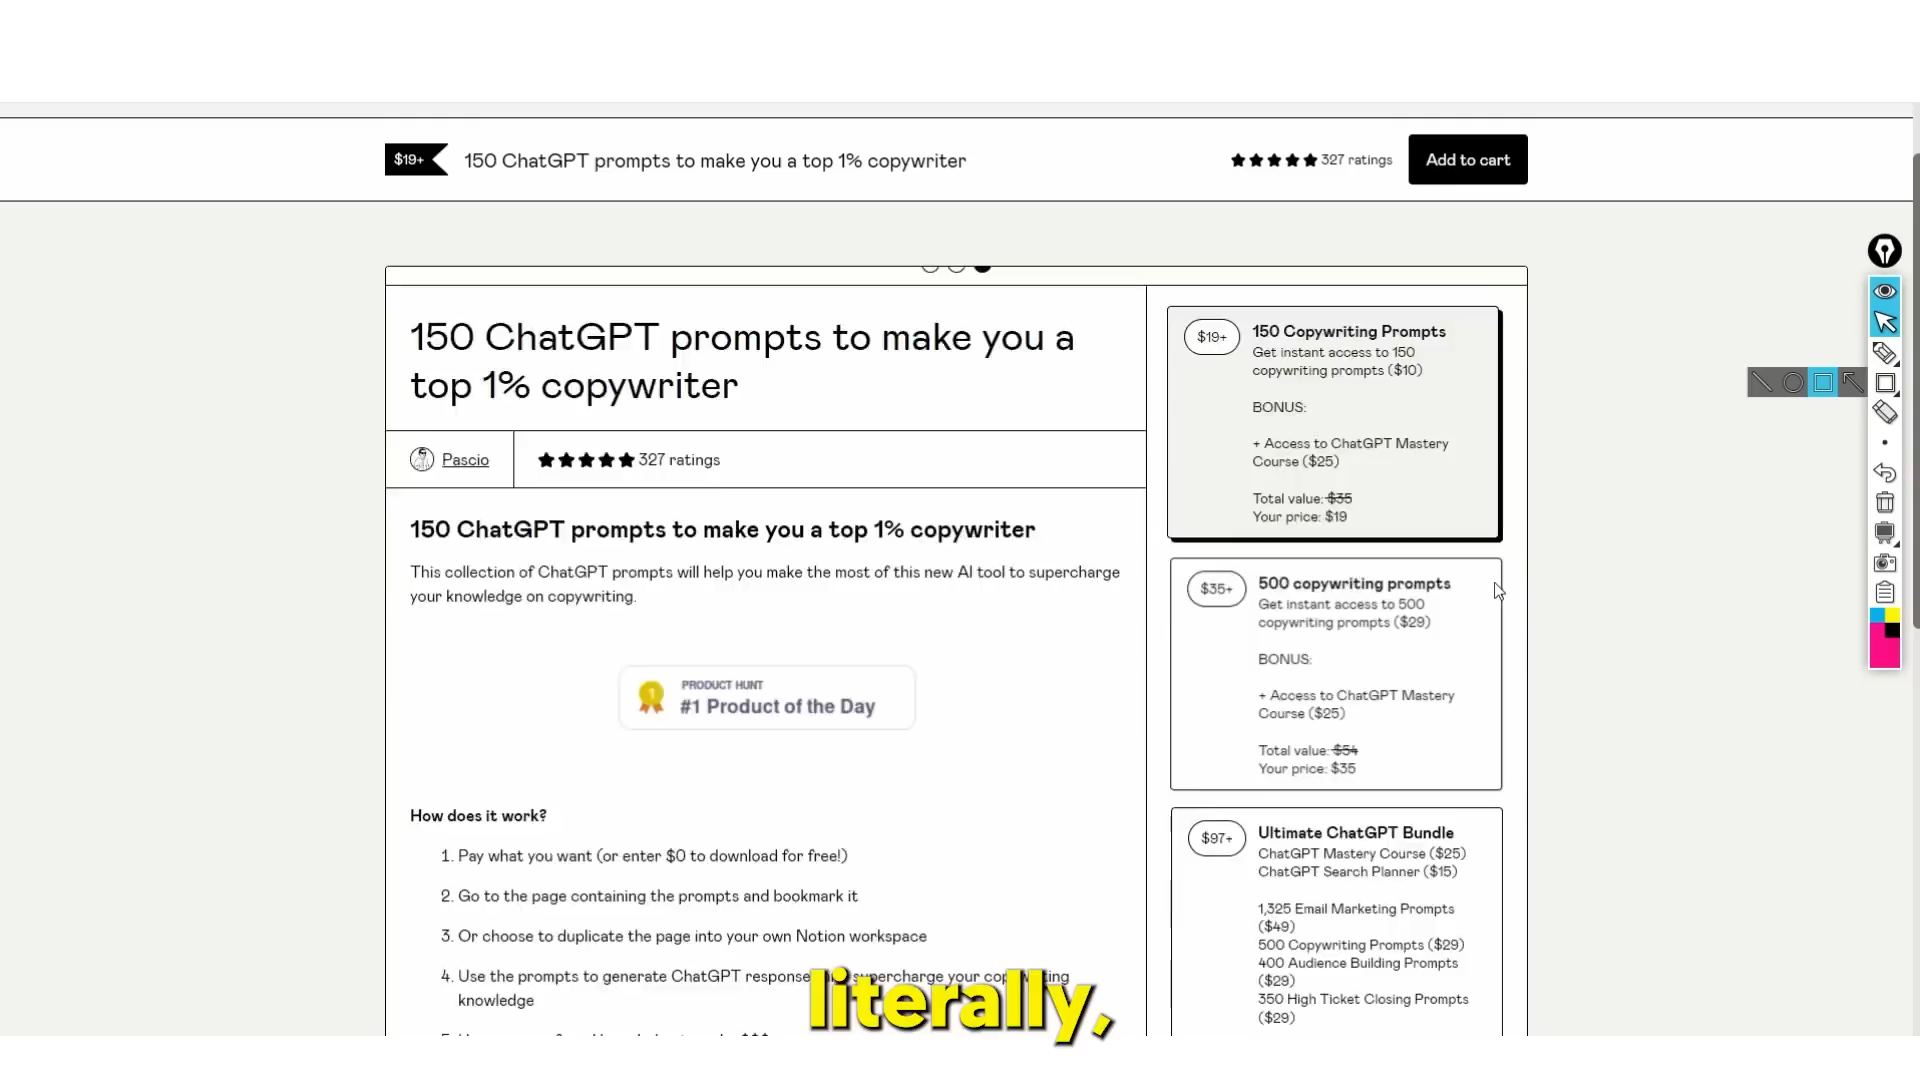 $19+
150 ChatGPT prompts to make you a top 1% copywriter
327 ratings
Add to cart
150 ChatGPT prompts to make you a
top 1% copywriter
Pascio
327 ratings
150 ChatGPT prompts to make you a top 1% copywriter
This collection of ChatGPT prompts will help you make the most of this new AI tool to supercharge
your knowledge on copywriting.
1
PRODUCT HUNT
#1 Product of the Day
How does it work?
1. Pay what you want (or enter $0 to download for free!)
2. Go to the page containing the prompts and bookmark it
3. Or choose to duplicate the page into your own Notion workspace
4. Use the prompts to generate ChatGPT response supercharge your
knowledge
literally,
$19+
150 Copywriting Prompts
Get instant access to 150
copywriting prompts ($10)
BONUS:
+ Access to ChatGPT Mastery
Course ($25)
Total value: $35
Your price: $19
$35+
500 copywriting prompts
Get instant access to 500
copywriting prompts ($29)
BONUS:
+ Access to ChatGPT Mastery
Course ($25)
Total value: $54
Your price: $35
$97+
Ultimate ChatGPT Bundle
ChatGPT Mastery Course ($25)
ChatGPT Search Planner ($15)
1,325 Email Marketing Prompts
($49)
500 Copywriting Prompts ($29)
400 Audience Building Prompts
($29)
350 High Ticket Closing Prompts
($29)